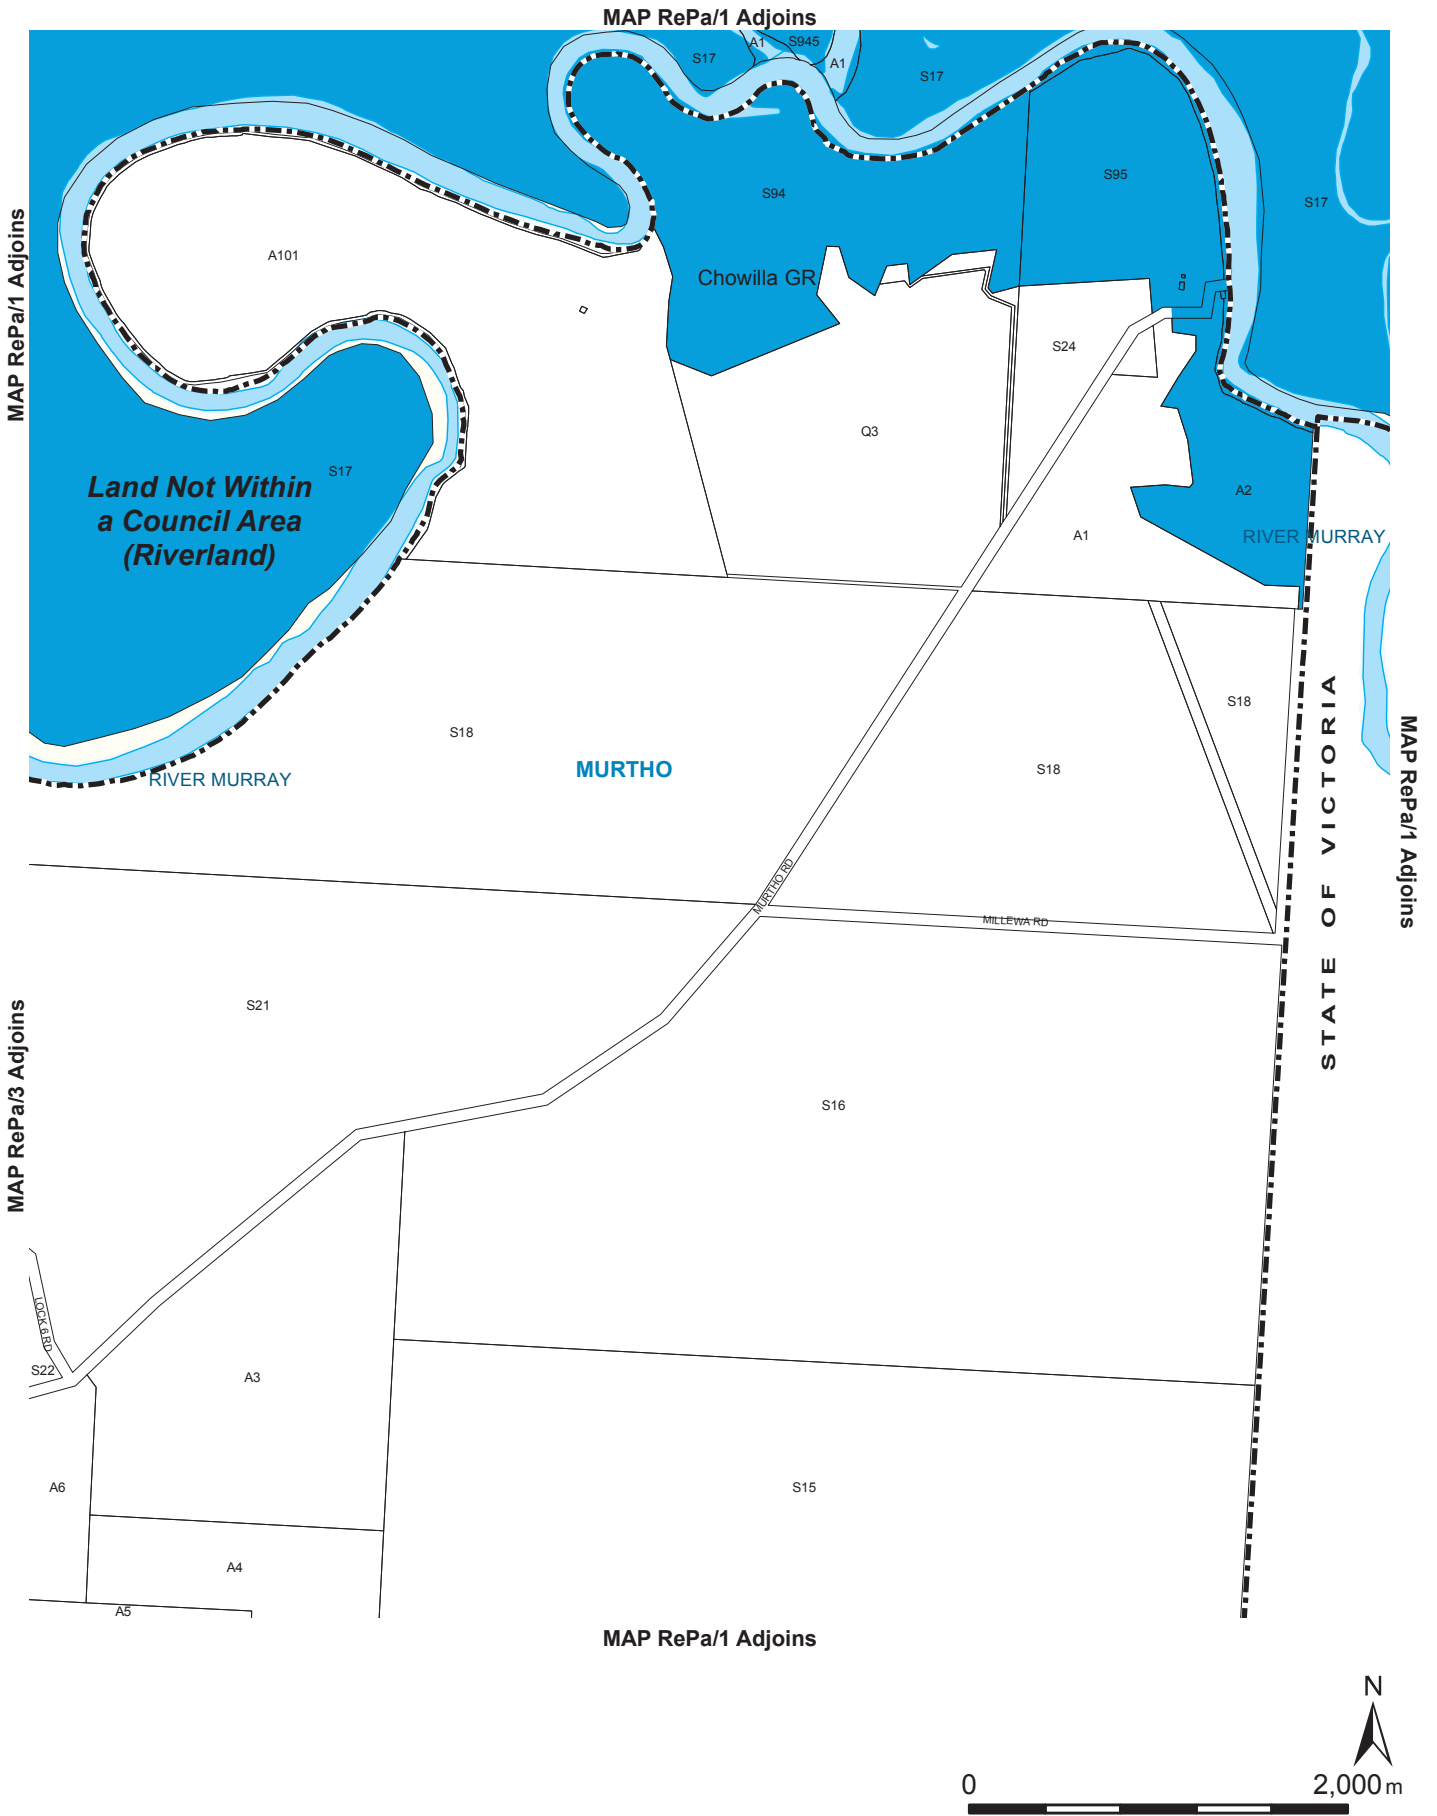 MAP RePa/1 Adjoins
A1
S945
S17
A1
S17
S95
S94
S17
A101
MAP RePa/1 Adjoins
Chowilla GR
S24
Q3
S17
Land Not Within
a Council Area
(Riverland)
A2
A1
RIVER MURRAY
S18
S18
MURTHO
S18
RIVER MURRAY
STATE OF VICTORIA
MAP RePa/1 Adjoins
MURTHO RD
MILLEWA RD
S21
MAP RePa/3 Adjoins
S16
LOCK 6 RD
S22
A3
A6
S15
A4
A5
MAP RePa/1 Adjoins
N
0
2,000 m